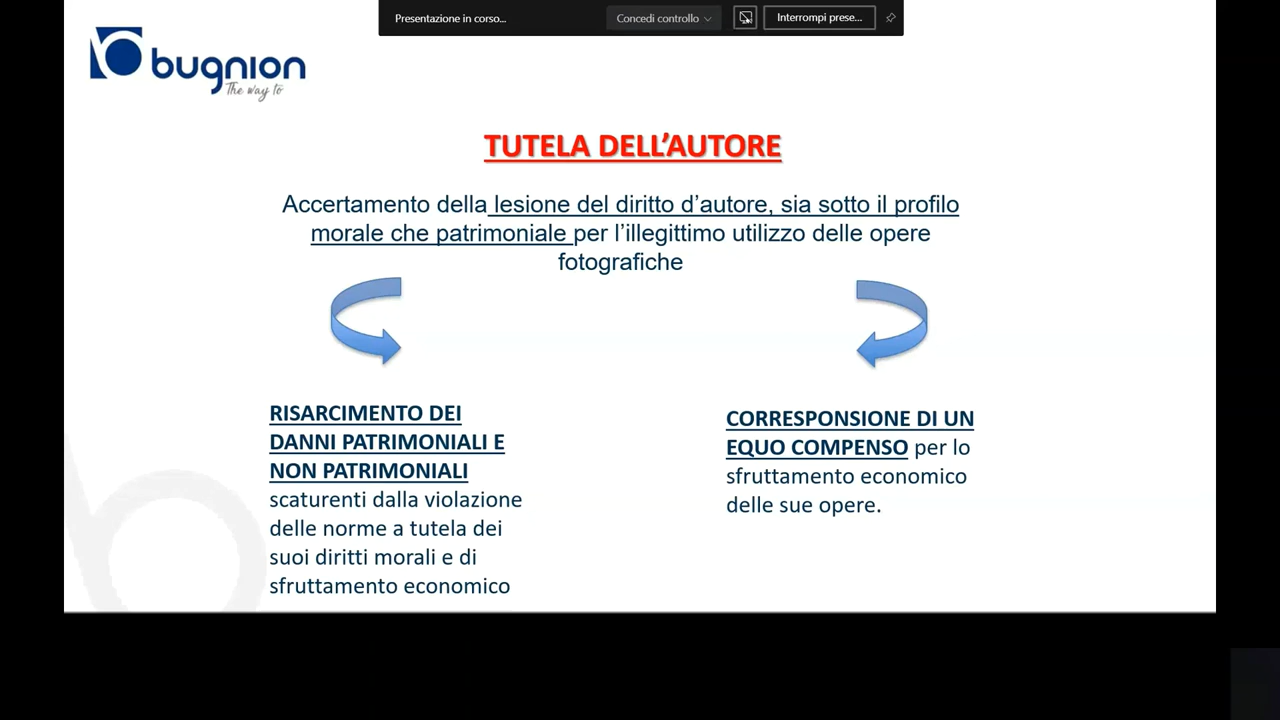 Presentazione in corso...
Concedi controllo
Interrompi prese...
bugnion
The way to
TUTELA DELL’AUTORE
Accertamento della lesione del diritto d’autore, sia sotto il profilo
morale che patrimoniale per l’illegittimo utilizzo delle opere
fotografiche
RISARCIMENTO DEI
DANNI PATRIMONIALI E
NON PATRIMONIALI
scaturenti dalla violazione
delle norme a tutela dei
suoi diritti morali e di
sfruttamento economico
CORRESPONSIONE DI UN
EQUO COMPENSO per lo
sfruttamento economico
delle sue opere.